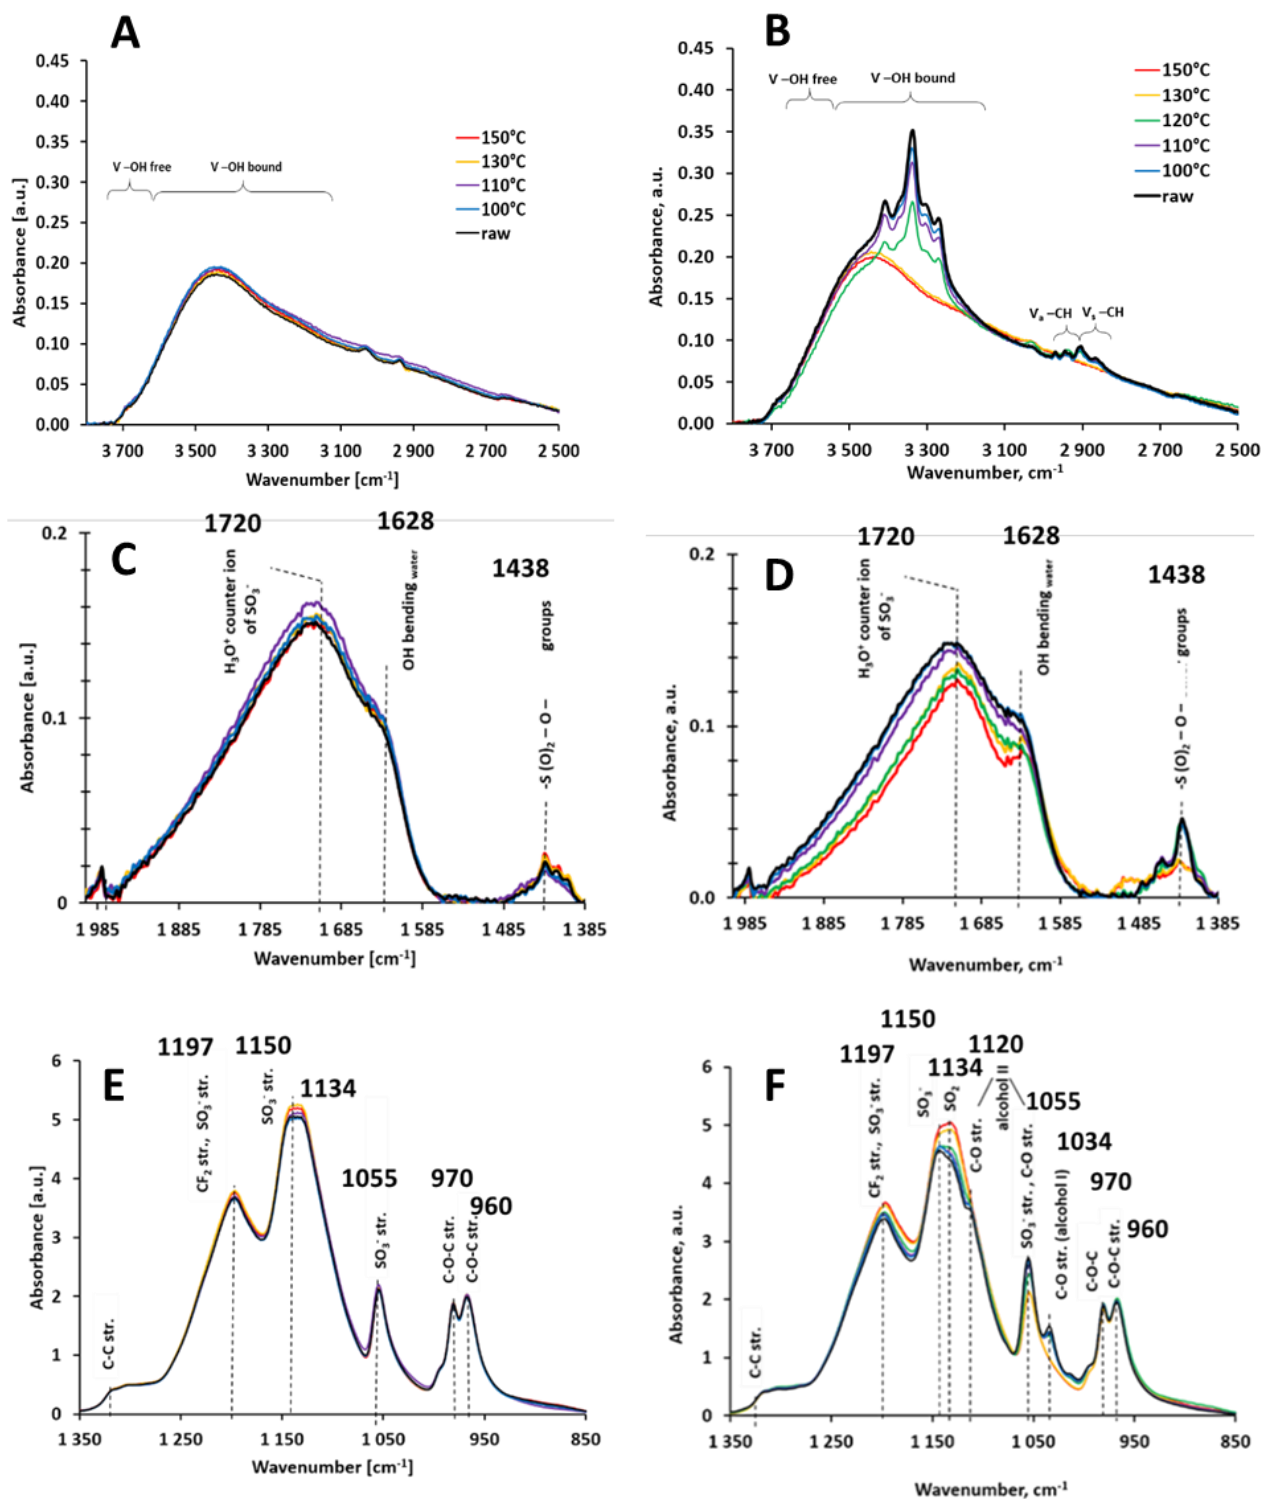 A
0.45
0.40
0.35
0.30
0.25
0.20
0.15
0.10
0.05
0.00
Absorbance [a.u.]
V –OH free
V –OH bound
150°C
130°C
110°C
100°C
raw
3 700 3 500 3 300 3 100 2 900 2 700 2 500
Wavenumber [cm-1]
B
0.45
0.40
0.35
0.30
0.25
0.20
0.15
0.10
0.05
0.00
Absorbance, a.u.
V –OH free
V –OH bound
150°C
130°C
120°C
110°C
100°C
raw
Va –CH
Vs –CH
3 700 3 500 3 300 3 100 2 900 2 700 2 500
Wavenumber, cm-1
C
1720
1628
1438
0.2
0.1
0
Absorbance [a.u.]
H3O+ counter ion
of SO3-
OH bending water
-S (O)2 – O – groups
1 985 1 885 1 785 1 685 1 585 1 485 1 385
Wavenumber [cm-1]
D
1720
1628
1438
0.2
0.1
0.0
Absorbance, a.u.
H3O+ counter ion
of SO3-
OH bending water
-S (O)2 – O – groups
1 985 1 885 1 785 1 685 1 585 1 485 1 385
Wavenumber, cm-1
E
1197
1150
1134
1055
970
960
6
5
4
3
2
1
0
Absorbance [a.u.]
C-C str.
CF2 str., SO3- str.
SO3- str.
SO3- str.
C-O-C str.
C-O-C str.
1 350 1 250 1 150 1 050 950 850
Wavenumber [cm-1]
F
1150
1197
1134
1120
1055
1034
970
960
6
5
4
3
2
1
0
Absorbance, a.u.
C-C str.
CF2 str., SO3- str.
SO3-
SO2
C-O str.
alcohol II
SO3- str. , C-O str.
C-O str. (alcohol I)
C-O-C
C-O-C str.
1 350 1 250 1 150 1 050 950 850
Wavenumber, cm-1